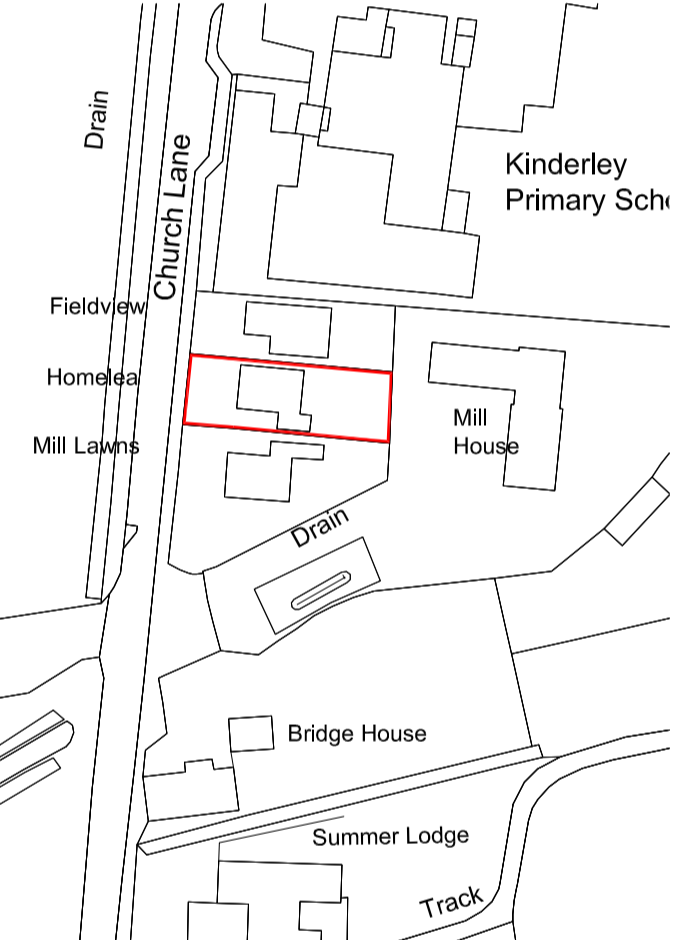 Drain
Church Lane
Kinderley
Primary Sch
Fieldview
Homelea
Mill Lawns
Mill
House
Drain
Bridge House
Summer Lodge
Track